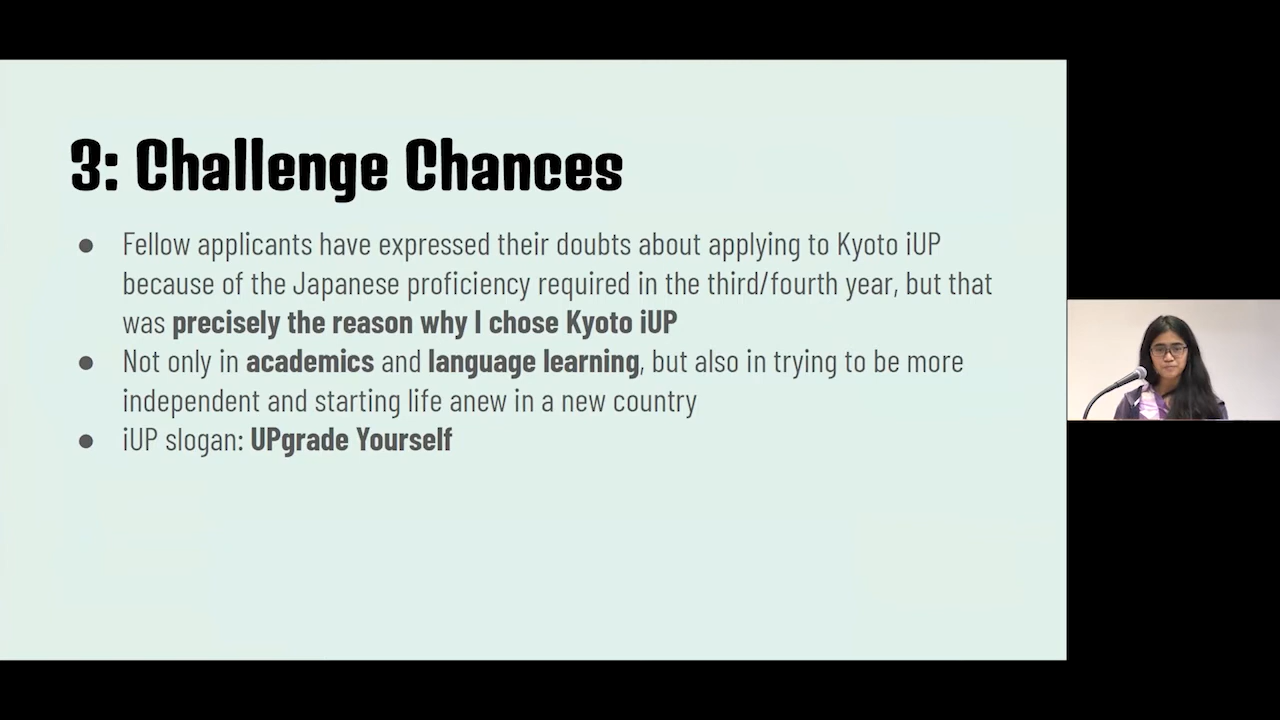 3: Challenge Chances
● Fellow applicants have expressed their doubts about applying to Kyoto iUP
because of the Japanese proficiency required in the third/fourth year, but that
was precisely the reason why I chose Kyoto iUP
● Not only in academics and language learning, but also in trying to be more
independent and starting life anew in a new country
● iUP slogan: UPgrade Yourself